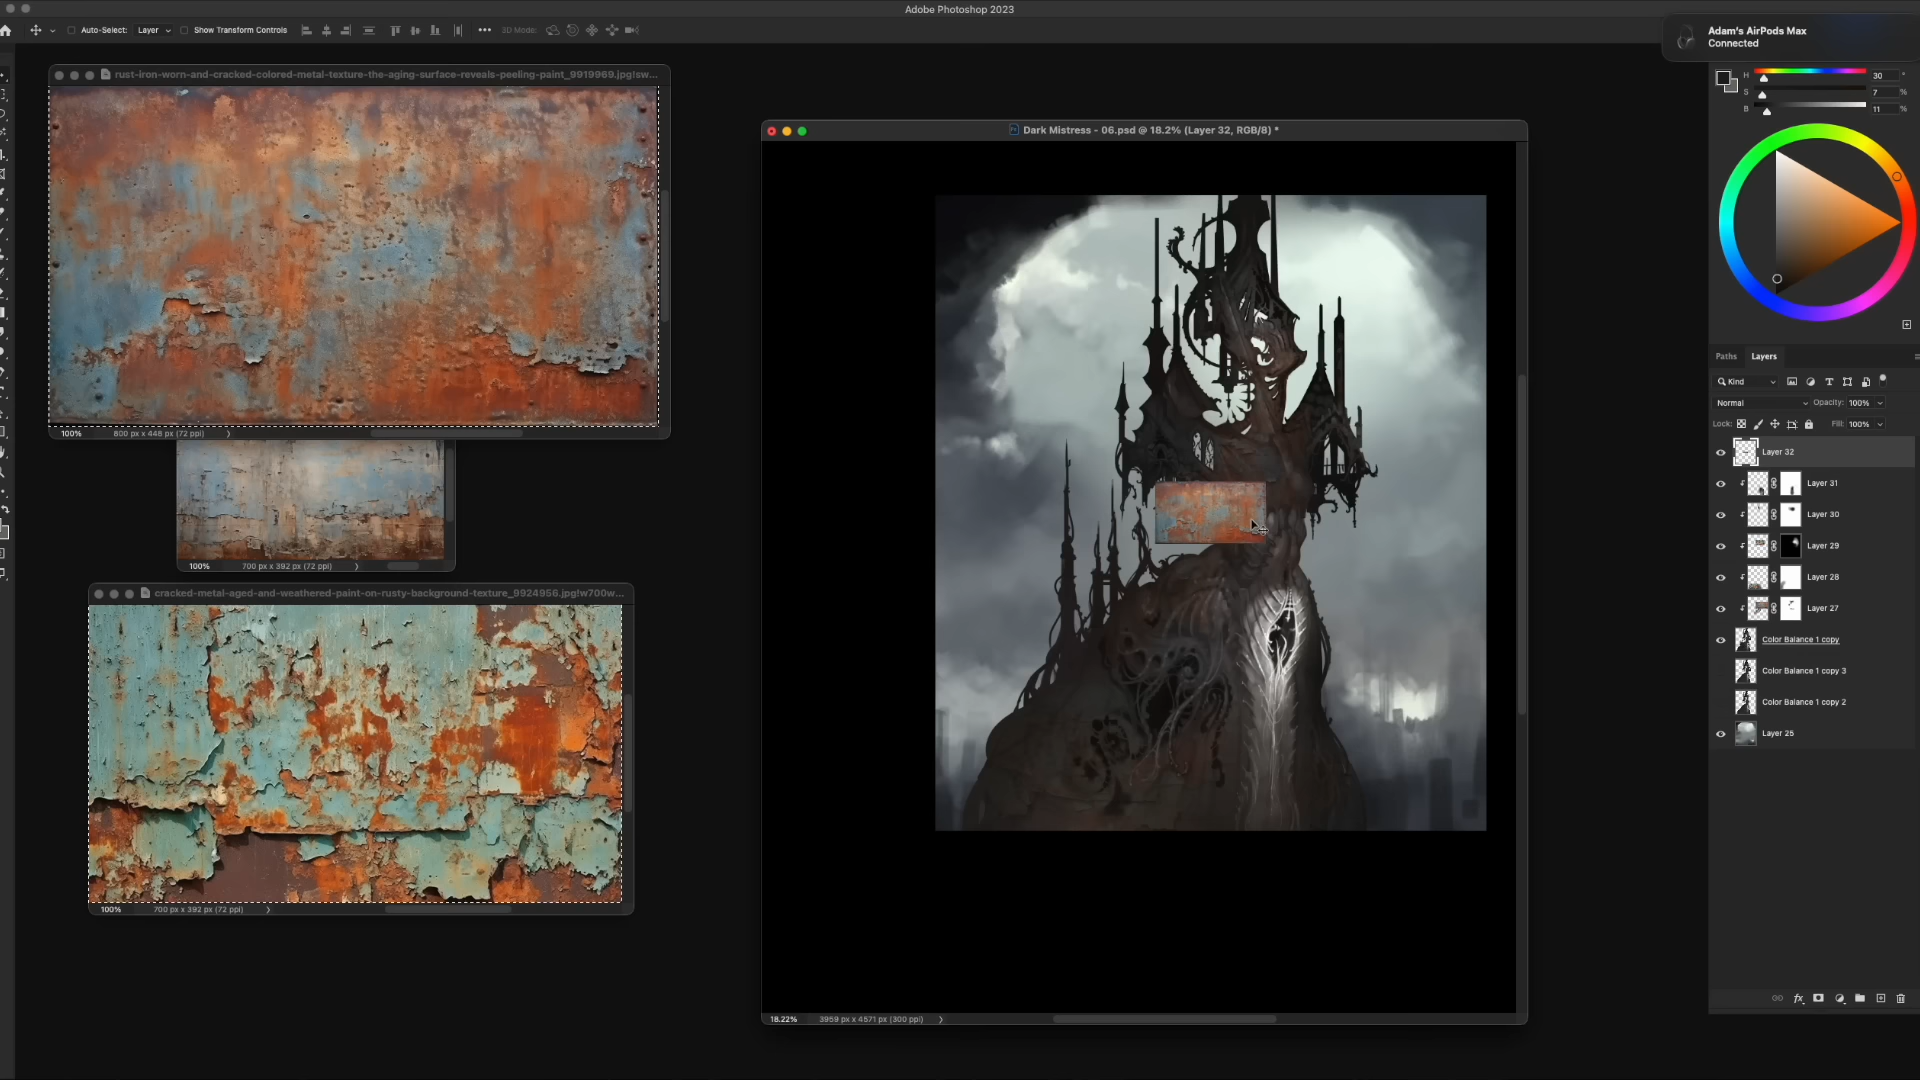 Adobe Photoshop 2023
Auto-Select: Layer Show Transform Controls ••• 3D Mode:
Adam's AirPods Max
Connected
rust-iron-worn-and-cracked-colored-metal-texture-the-aging-surface-reveals-peeling-paint_9919969.jpg!sw...
100% 800 px x 448 px (72 ppi)
100% 700 px x 392 px (72 ppi)
cracked-metal-aged-and-weathered-paint-on-rusty-background-texture_9924956.jpg!w700w...
100% 700 px x 392 px (72 ppi)
Dark Mistress - 06.psd @ 18.2% (Layer 32, RGB/8) *
18.22% 3959 px x 4571 px (300 ppi)
H 30 °
S 7 %
B 11 %
Paths Layers
Kind
Normal Opacity: 100%
Lock: Fill: 100%
Layer 32
Layer 31
Layer 30
Layer 29
Layer 28
Layer 27
Color Balance 1 copy
Color Balance 1 copy 3
Color Balance 1 copy 2
Layer 25
fx